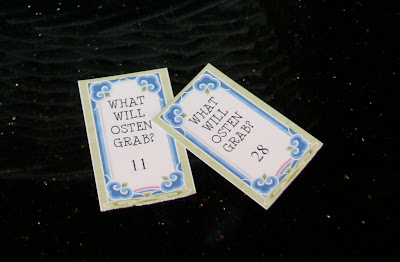 WHAT
WILL
OSTEN
GRAB?
11
WHAT
WILL
OSTEN
GRAB?
28